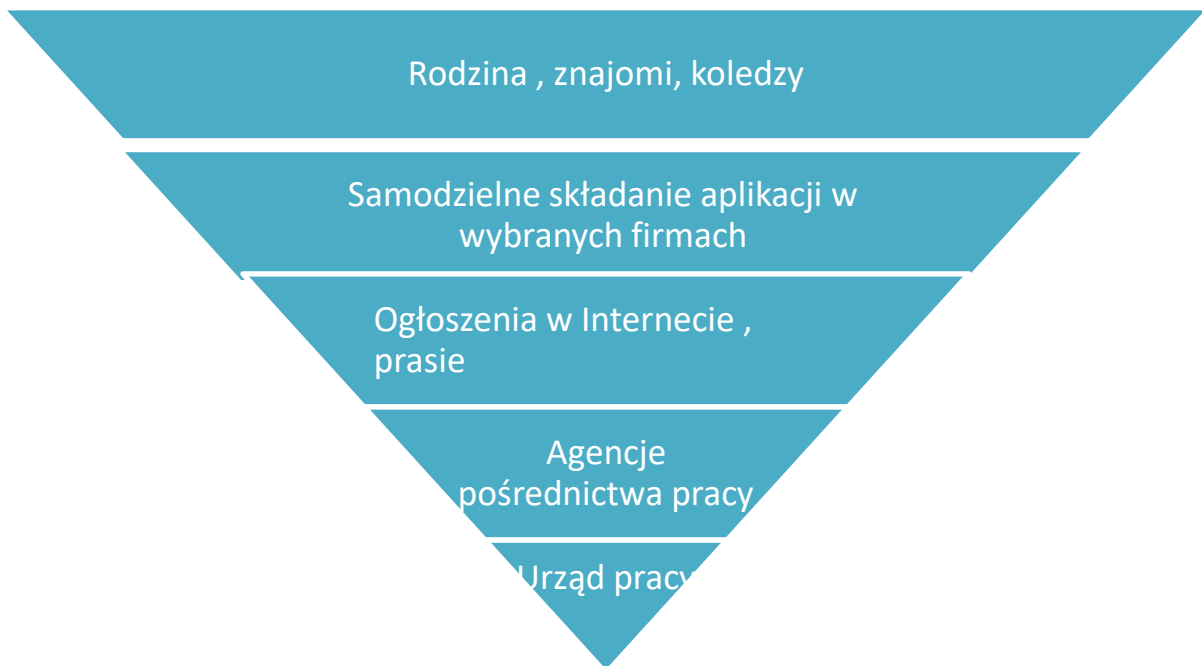 Rodzina , znajomi, koledzy
Samodzielne składanie aplikacji w
wybranych firmach
Ogłoszenia w Internecie ,
prasie
Agencje
pośrednictwa pracy
Urząd pracy